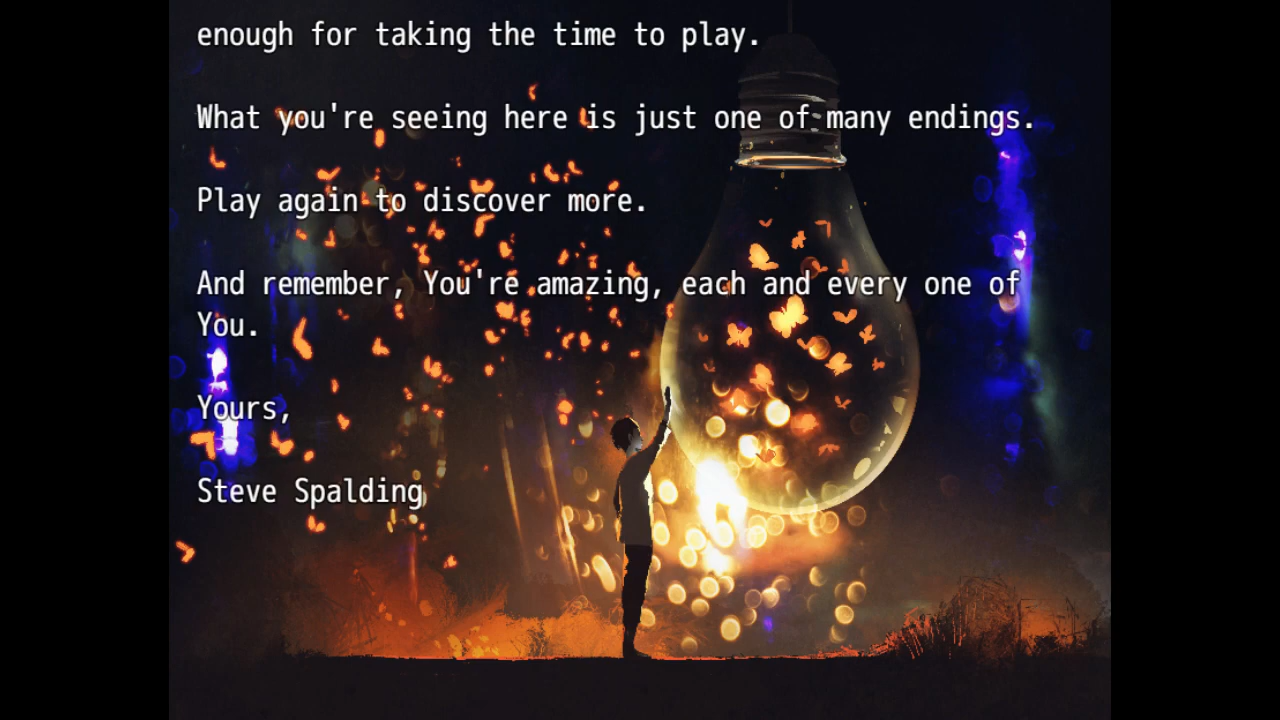 enough for taking the time to play.
What you're seeing here is just one of many endings.
Play again to discover more.
And remember, You're amazing, each and every one of
You.
Yours,
Steve Spalding